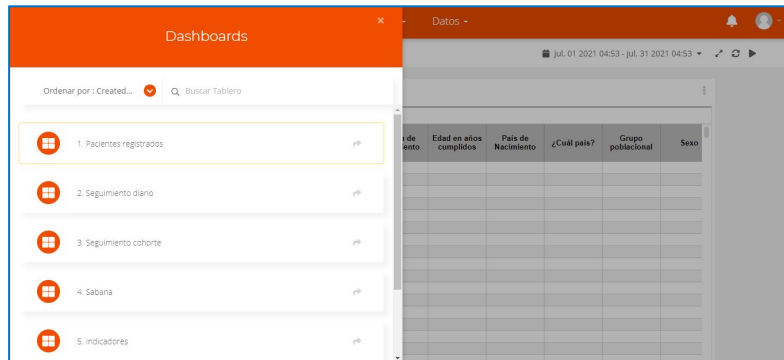 Dashboards
×
Datos
Jul. 01 2021 04:53 - Jul. 31 2021 04:53
Ordenar por : Created...
Buscar Tablero
1. Pacientes registrados
2. Seguimiento diario
3. Seguimiento cohorte
4. Sabana
5. Indicadores
de
iento
Edad en años
cumplidos
País de
Nacimiento
¿Cuál país?
Grupo
poblacional
Sexo